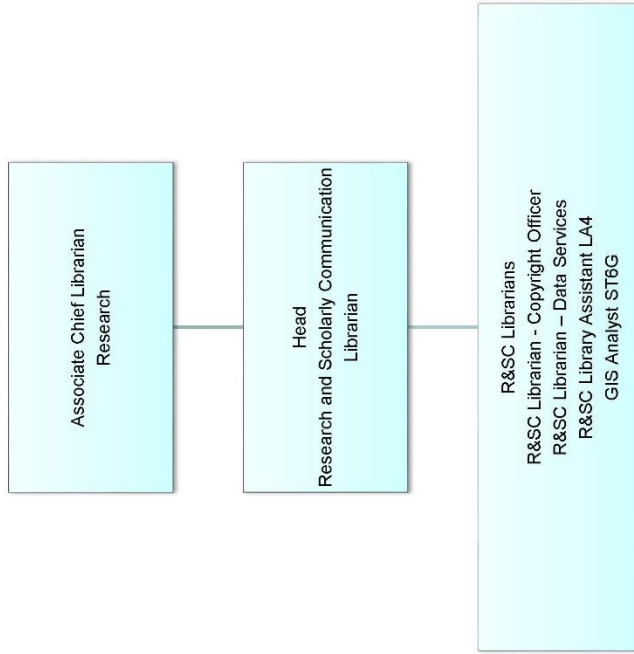 Associate Chief Librarian
Research
Head
Research and Scholarly Communication
Librarian
R&SC Librarians
R&SC Librarian - Copyright Officer
R&SC Librarian – Data Services
R&SC Library Assistant LA4
GIS Analyst ST6G